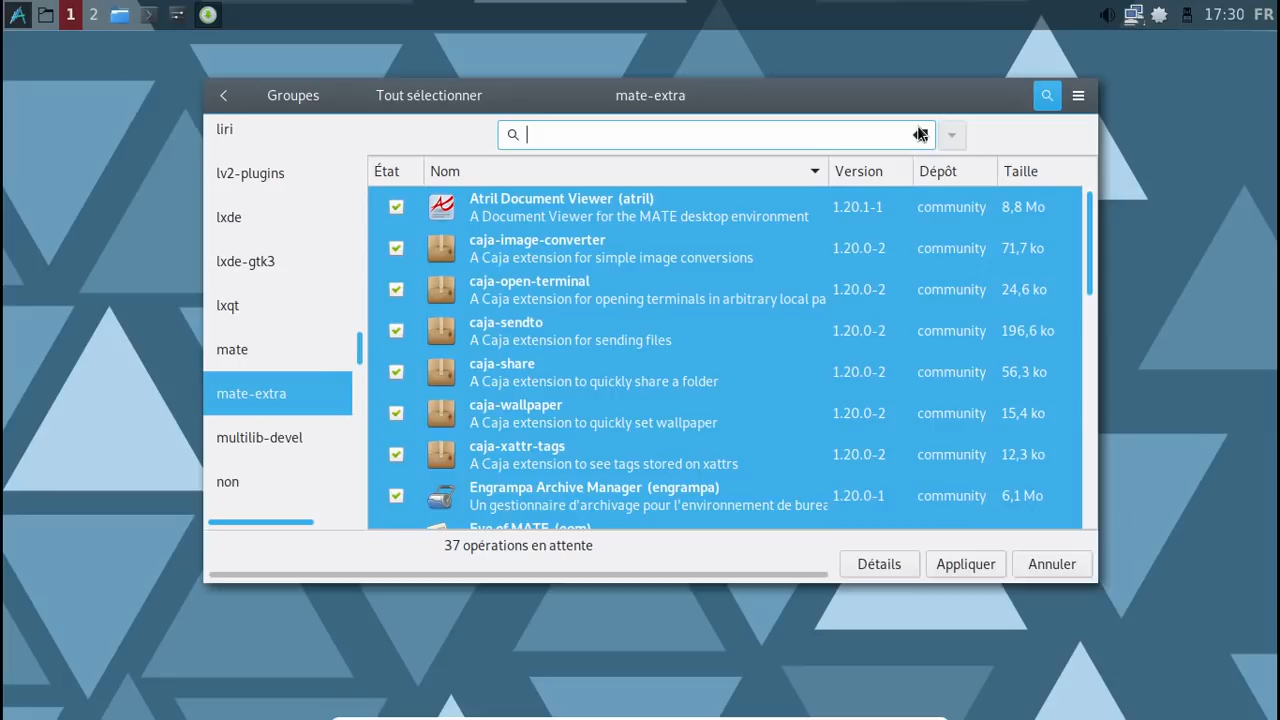 1 2 17:30 FR
Groupes Tout sélectionner mate-extra
liri
lv2-plugins
lxde
lxde-gtk3
lxqt
mate
mate-extra
multilib-devel
non
État Nom Version Dépôt Taille
Atril Document Viewer (atril)
A Document Viewer for the MATE desktop environment
1.20.1-1 community 8,8 Mo
caja-image-converter
A Caja extension for simple image conversions
1.20.0-2 community 71,7 ko
caja-open-terminal
A Caja extension for opening terminals in arbitrary local pa
1.20.0-2 community 24,6 ko
caja-sendto
A Caja extension for sending files
1.20.0-2 community 196,6 ko
caja-share
A Caja extension to quickly share a folder
1.20.0-2 community 56,3 ko
caja-wallpaper
A Caja extension to quickly set wallpaper
1.20.0-2 community 15,4 ko
caja-xattr-tags
A Caja extension to see tags stored on xattrs
1.20.0-2 community 12,3 ko
Engrampa Archive Manager (engrampa)
Un gestionnaire d'archivage pour l'environnement de burea
1.20.0-1 community 6,1 Mo
Eye of MATE (eom)
37 opérations en attente
Détails Appliquer Annuler